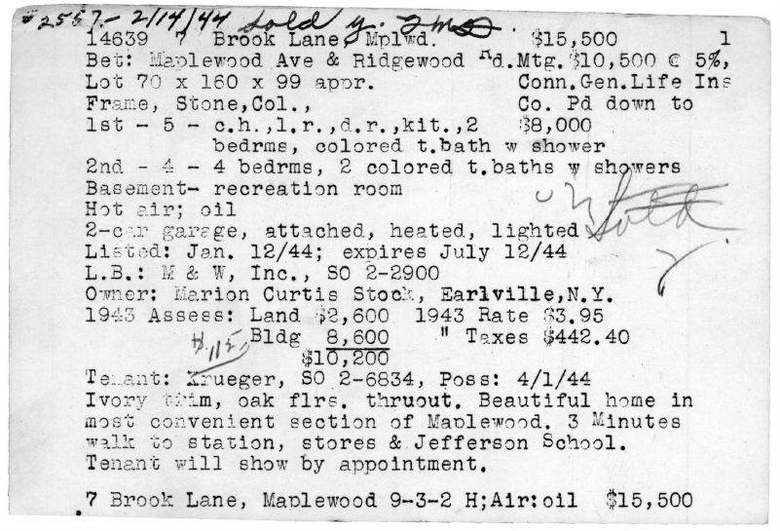 #2557- 2/14/44 Sold
14639 7 Brook Lane, Mplwd. $15,500 1
Bet: Maplewood Ave & Ridgewood Rd. Mtg. $10,500 @ 5%,
Lot 70 x 160 x 99 appr. Conn.Gen.Life Ins
Frame, Stone,Col., Co. Pd down to
1st - 5 - c.h.,l.r.,d.r.,kit.,2 $8,000
bedrms, colored t.bath w shower
2nd - 4 - 4 bedrms, 2 colored t.baths w showers
Basement- recreation room
Hot air; oil
2-car garage, attached, heated, lighted
Sold
Listed: Jan. 12/44; expires July 12/44
L.B.: M & W, Inc., SO 2-2900
Owner: Marion Curtis Stock, Earlville,N.Y.
1943 Assess: Land $2,600 1943 Rate $3.95
$115 Bldg 8,600 " Taxes $442.40
$10,200
Tenant: Krueger, SO 2-6834, Poss: 4/1/44
Ivory trim, oak flrs. thruout. Beautiful home in
most convenient section of Maplewood. 3 Minutes
walk to station, stores & Jefferson School.
Tenant will show by appointment.
7 Brook Lane, Maplewood 9-3-2 H;Air:oil $15,500